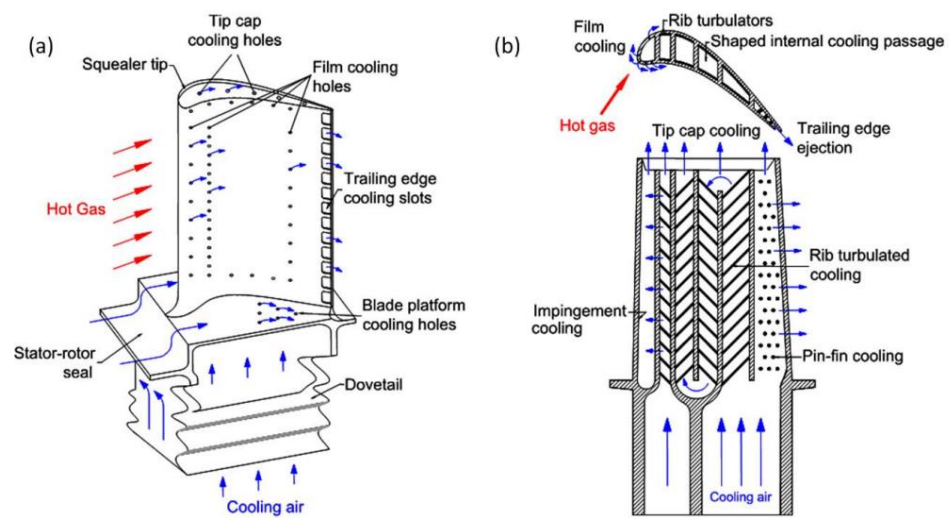 (a)
Tip cap
cooling holes
Squealer tip
Film cooling
holes
Hot Gas
Trailing edge
cooling slots
Blade platform
cooling holes
Stator-rotor
seal
Dovetail
Cooling air
(b)
Film
cooling
Rib turbulators
Shaped internal cooling passage
Hot gas
Tip cap cooling
Trailing edge
ejection
Rib turbulated
cooling
Impingement
cooling
Pin-fin cooling
Cooling air